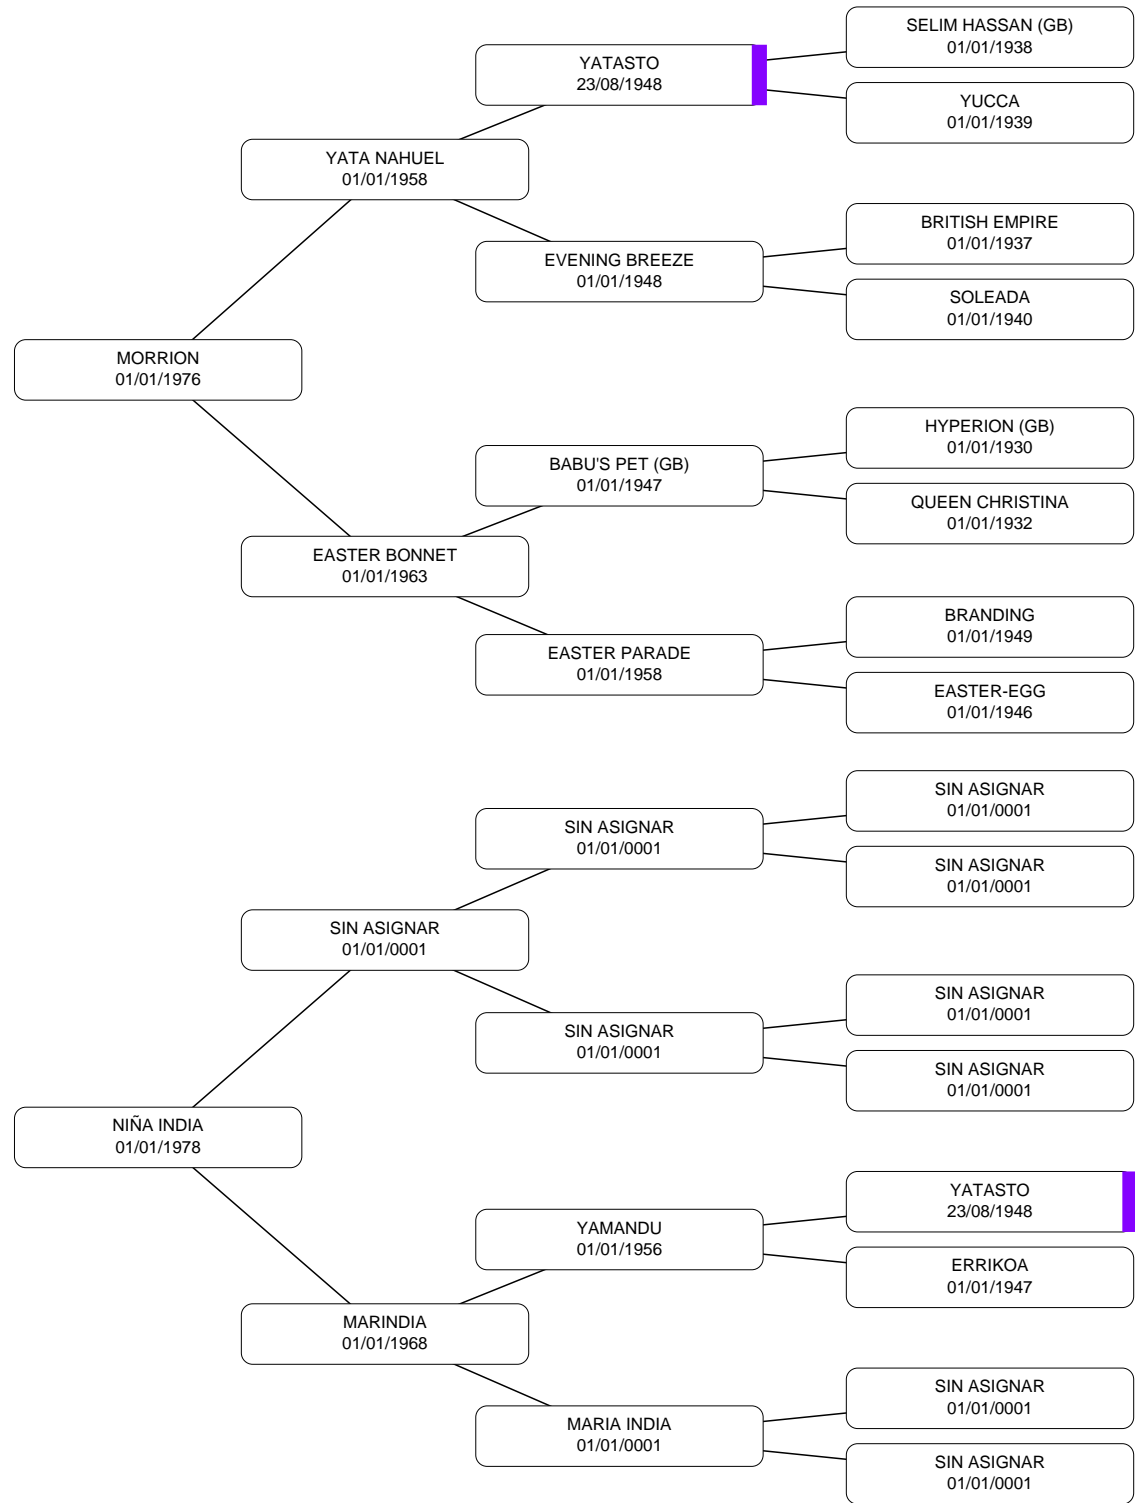 SELIM HASSAN (GB)
01/01/1938
YATASTO
23/08/1948
YUCCA
01/01/1939
YATA NAHUEL
01/01/1958
BRITISH EMPIRE
01/01/1937
EVENING BREEZE
01/01/1948
SOLEADA
01/01/1940
MORRION
01/01/1976
HYPERION (GB)
01/01/1930
BABU'S PET (GB)
01/01/1947
QUEEN CHRISTINA
01/01/1932
EASTER BONNET
01/01/1963
BRANDING
01/01/1949
EASTER PARADE
01/01/1958
EASTER-EGG
01/01/1946
SIN ASIGNAR
01/01/0001
SIN ASIGNAR
01/01/0001
SIN ASIGNAR
01/01/0001
SIN ASIGNAR
01/01/0001
SIN ASIGNAR
01/01/0001
SIN ASIGNAR
01/01/0001
SIN ASIGNAR
01/01/0001
NIÑA INDIA
01/01/1978
YATASTO
23/08/1948
YAMANDU
01/01/1956
ERRIKOA
01/01/1947
MARINDIA
01/01/1968
SIN ASIGNAR
01/01/0001
MARIA INDIA
01/01/0001
SIN ASIGNAR
01/01/0001